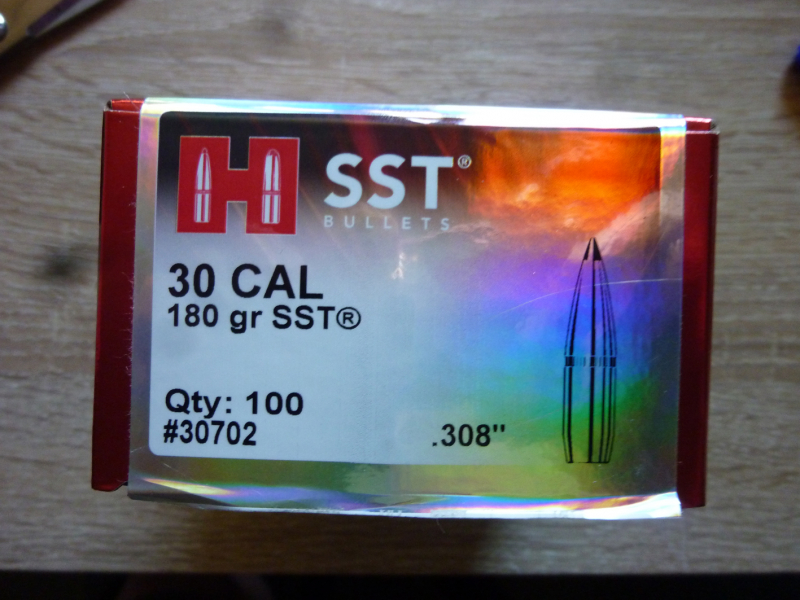 H
SST®
BULLETS
30 CAL
180 gr SST®
Qty: 100
#30702
.308"